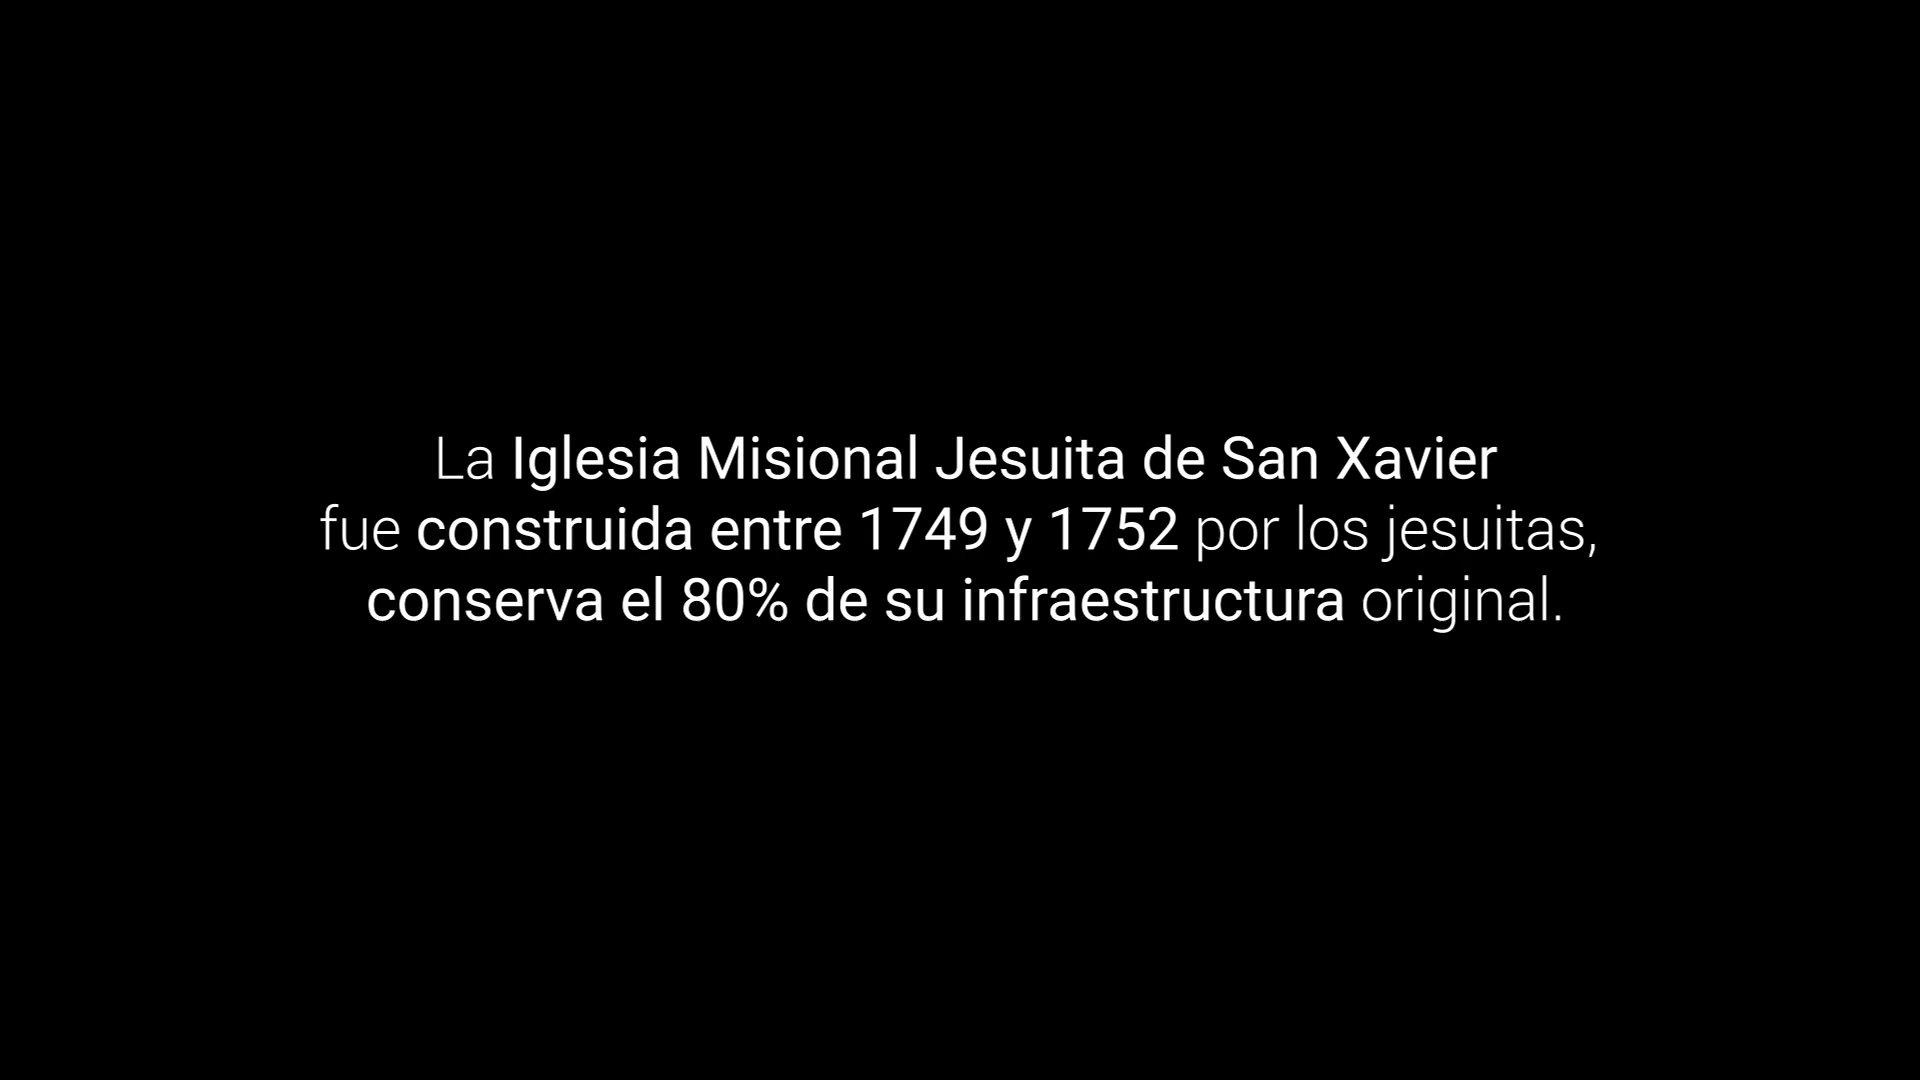 La Iglesia Misional Jesuita de San Xavier
fue construida entre 1749 y 1752 por los jesuitas,
conserva el 80% de su infraestructura original.